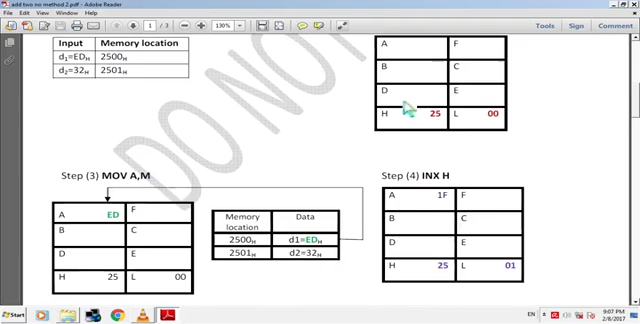 add two no method 2.pdf - Adobe Reader
File Edit View Window Help
1 / 3 130% Tools Sign Comment
Input Memory location
d1=EDH 2500H
d2=32H 2501H
A F
B C
D E
H 25 L 00
DO NOT
Step (3) MOV A,M
A ED F
B C
D E
H 25 L 00
Memory location Data
2500H d1=EDH
2501H d2=32H
Step (4) INX H
A 1F F
B C
D E
H 25 L 01
Start EN 9:07 PM
2/8/2017